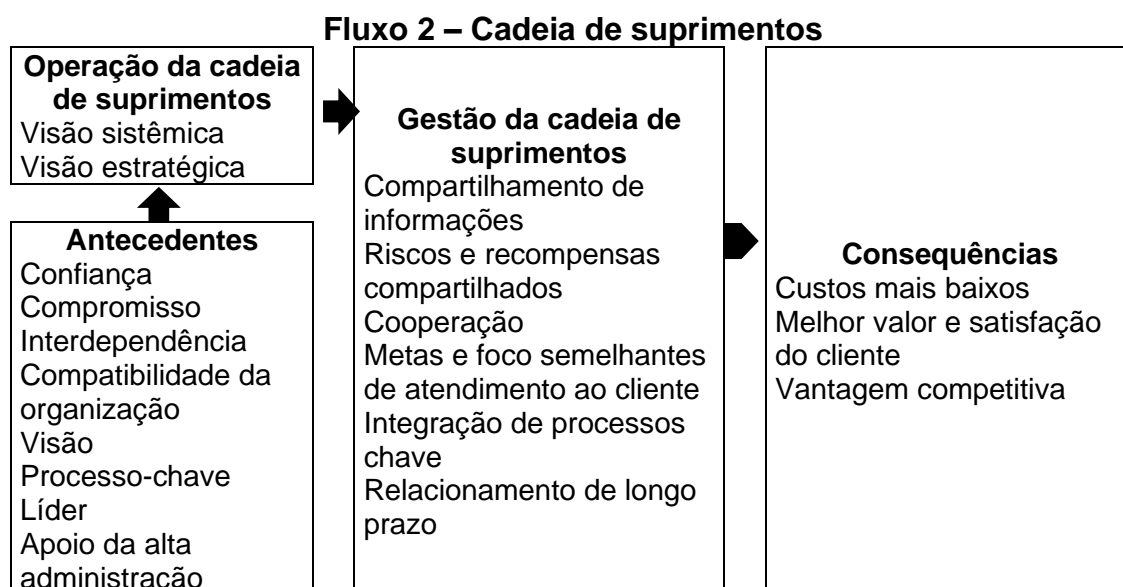 Fluxo 2 – Cadeia de suprimentos
Operação da cadeia
de suprimentos
Visão sistêmica
Visão estratégica
Antecedentes
Confiança
Compromisso
Interdependência
Compatibilidade da
organização
Visão
Processo-chave
Líder
Apoio da alta
administração
Gestão da cadeia de
suprimentos
Compartilhamento de
informações
Riscos e recompensas
compartilhados
Cooperação
Metas e foco semelhantes
de atendimento ao cliente
Integração de processos
chave
Relacionamento de longo
prazo
Consequências
Custos mais baixos
Melhor valor e satisfação
do cliente
Vantagem competitiva